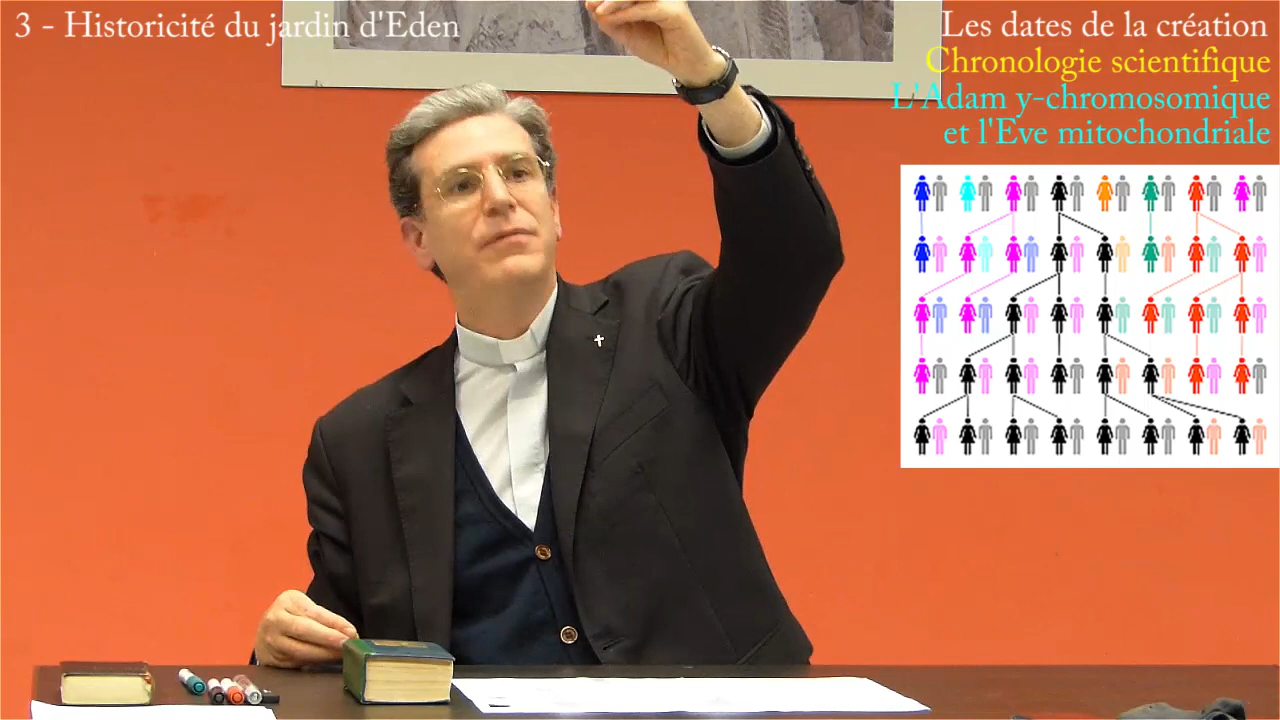 3 - Historicité du jardin d'Eden
Les dates de la création
Chronologie scientifique
L'Adam y-chromosomique
et l'Eve mitochondriale